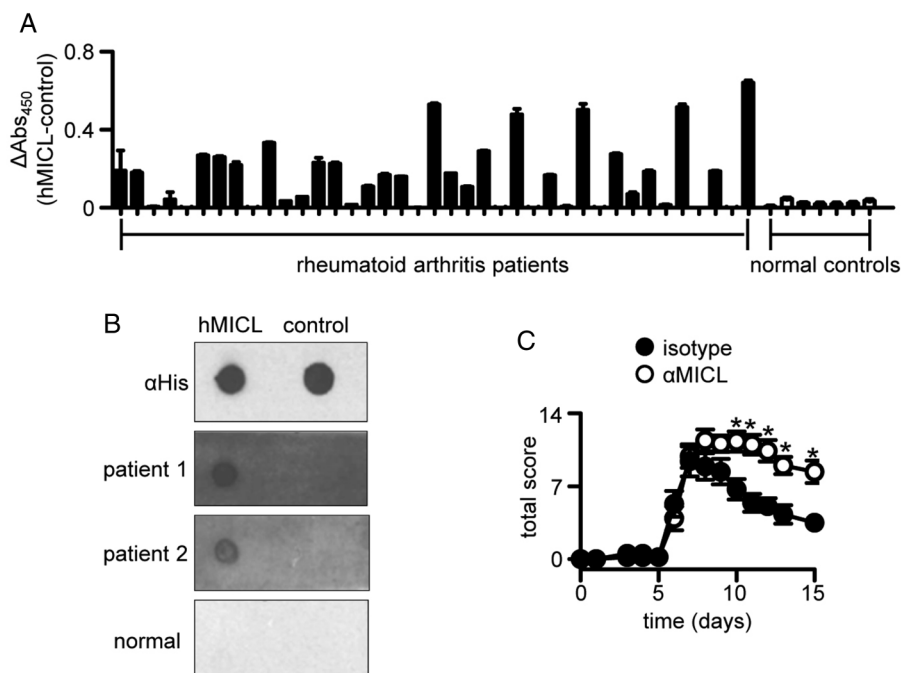 A
ΔAbs450
(hMICL-control)
0.8
0.4
0
rheumatoid arthritis patients
normal controls
B
hMICL control
αHis
patient 1
patient 2
normal
C
isotype
αMICL
total score
14
7
0
* * * * *
0 5 10 15
time (days)